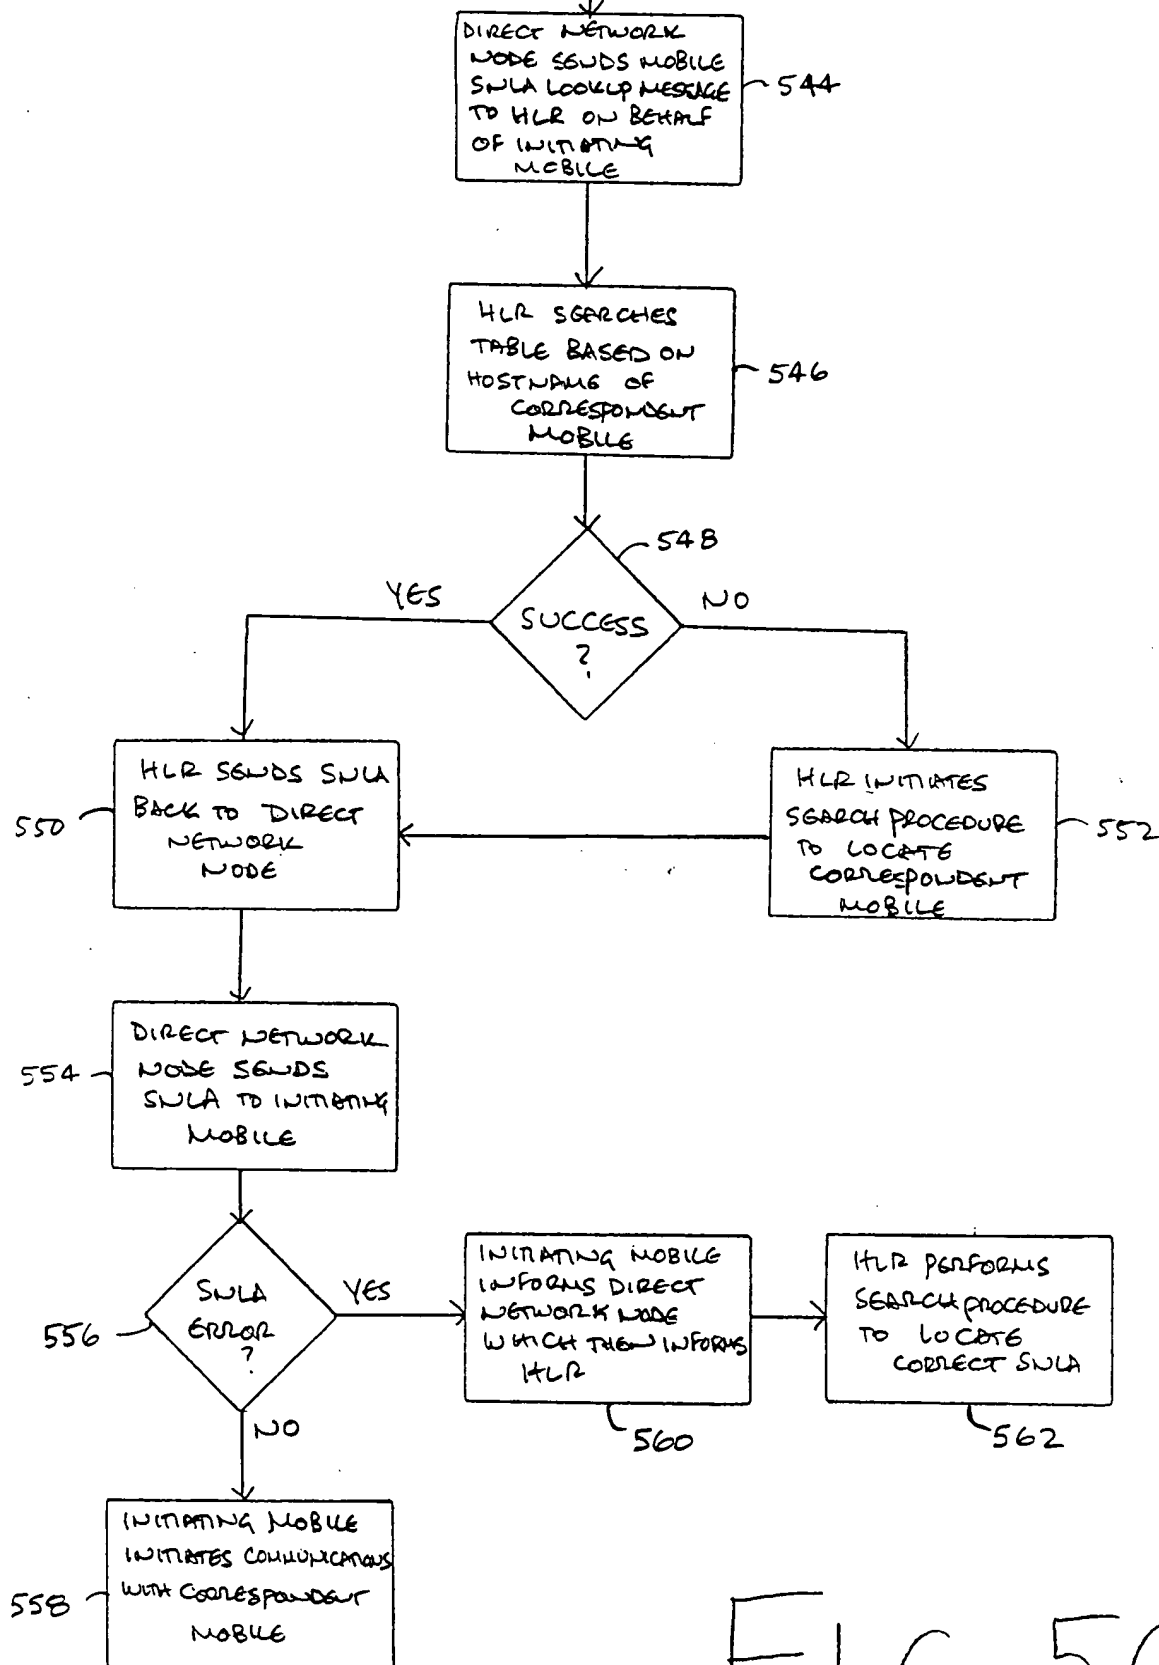 DIRECT NETWORK
NODE SENDS MOBILE
SNLA LOOKUP MESSAGE
TO HLR ON BEHALF
OF INITIATING
MOBILE
544
HLR SEARCHES
TABLE BASED ON
HOSTNAME OF
CORRESPONDENT
MOBILE
546
548
YES
NO
SUCCESS
?
HLR SENDS SNLA
BACK TO DIRECT
NETWORK
NODE
550
HLR INITIATES
SEARCH PROCEDURE
TO LOCATE
CORRESPONDENT
MOBILE
552
DIRECT NETWORK
NODE SENDS
SNLA TO INITIATING
MOBILE
554
SNLA
ERROR
?
556
YES
NO
INITIATING MOBILE
INFORMS DIRECT
NETWORK NODE
WHICH THEN INFORMS
HLR
560
HLR PERFORMS
SEARCH PROCEDURE
TO LOCATE
CORRECT SNLA
562
INITIATING MOBILE
INITIATES COMMUNICATIONS
WITH CORRESPONDENT
MOBILE
558